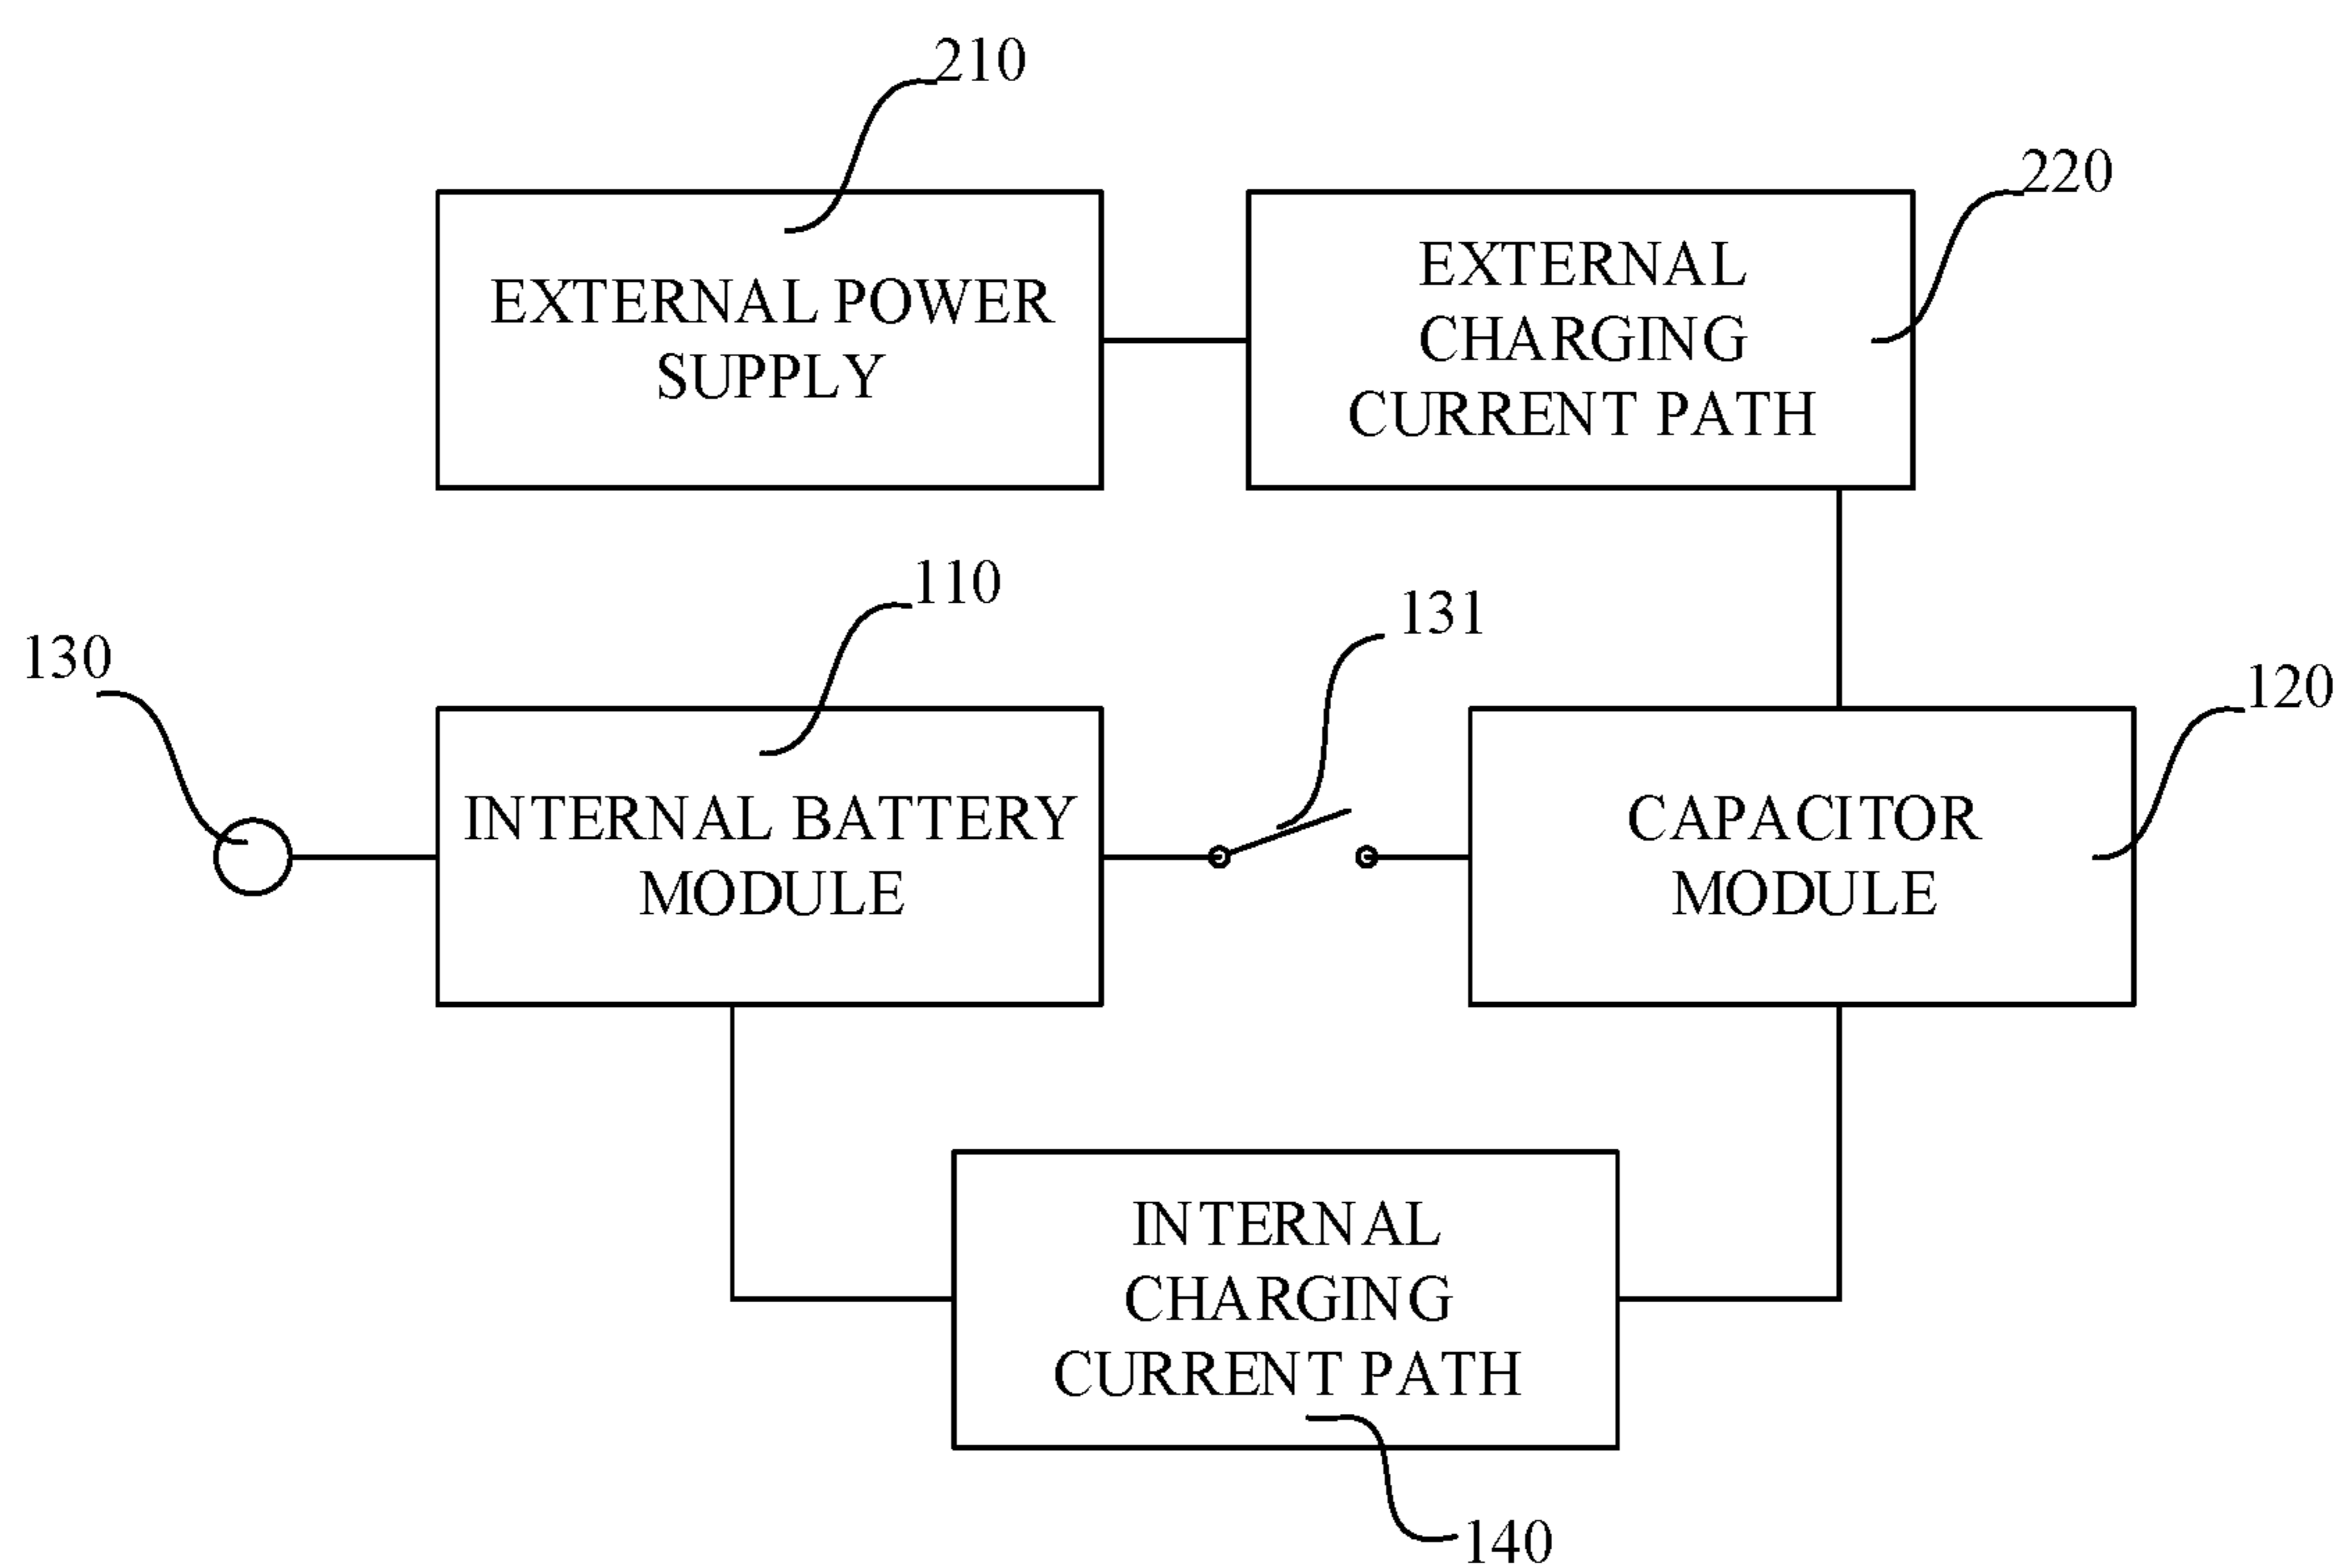 210
220
EXTERNAL POWER
SUPPLY
EXTERNAL
CHARGING
CURRENT PATH
110
131
130
120
INTERNAL BATTERY
MODULE
CAPACITOR
MODULE
INTERNAL
CHARGING
CURRENT PATH
140